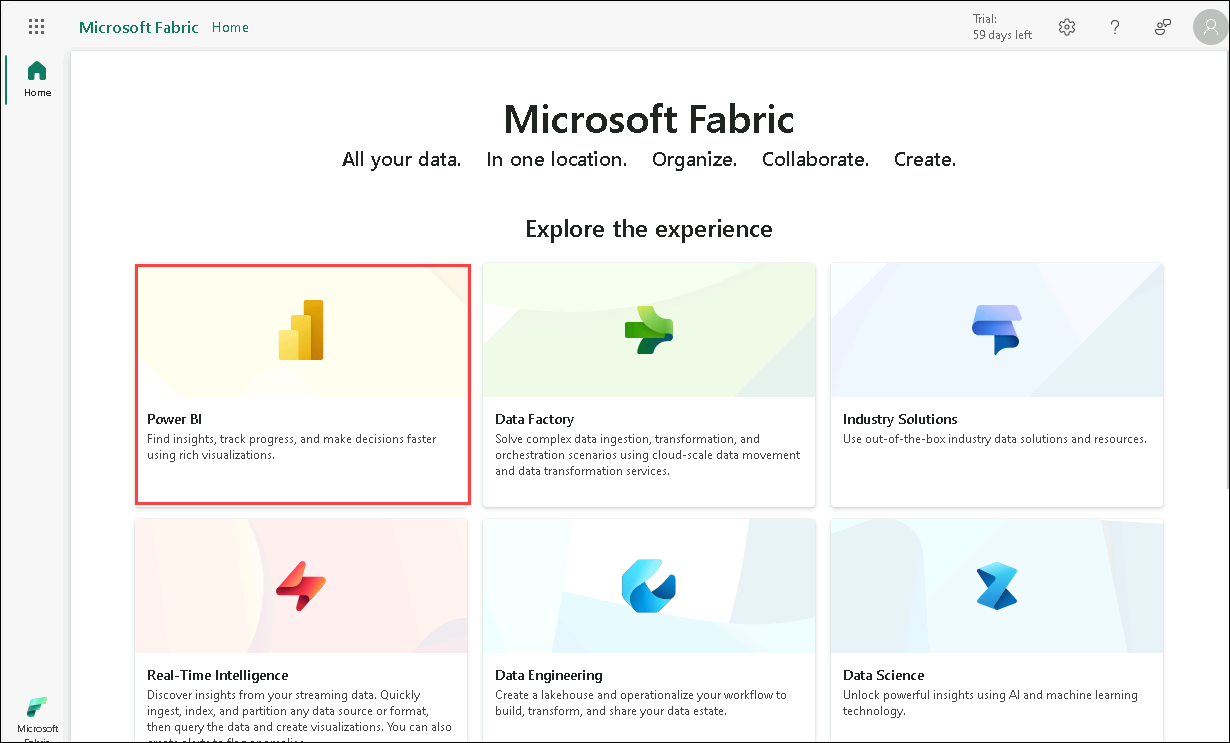 Microsoft Fabric Home
Trial:
59 days left
?
Home
Microsoft Fabric
All your data. In one location. Organize. Collaborate. Create.
Explore the experience
Power BI
Find insights, track progress, and make decisions faster
using rich visualizations.
Data Factory
Solve complex data ingestion, transformation, and
orchestration scenarios using cloud-scale data movement
and data transformation services.
Industry Solutions
Use out-of-the-box industry data solutions and resources.
Real-Time Intelligence
Discover insights from your streaming data. Quickly
ingest, index, and partition any data source or format,
then query the data and create visualizations. You can also
Data Engineering
Create a lakehouse and operationalize your workflow to
build, transform, and share your data estate.
Data Science
Unlock powerful insights using AI and machine learning
technology.
Microsoft